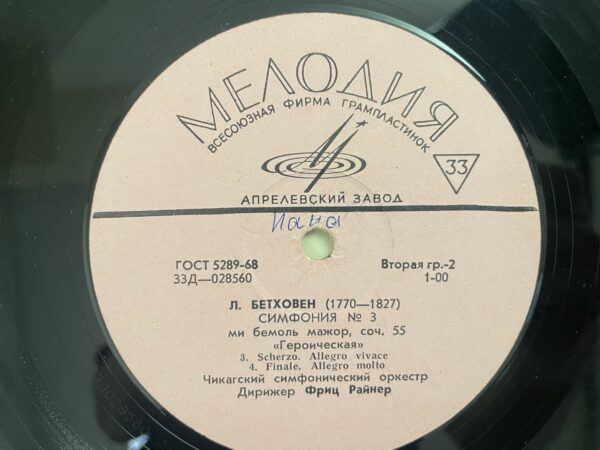 МЕЛОДИЯ
ВСЕСОЮЗНАЯ ФИРМА ГРАМПЛАСТИНОК
33
АПРЕЛЕВСКИЙ ЗАВОД
ГОСТ 5289-68 Вторая гр.-2
33Д—028560 1-00
Л. БЕТХОВЕН (1770—1827)
СИМФОНИЯ № 3
ми бемоль мажор, соч. 55
«Героическая»
3. Scherzo. Allegro vivace
4. Finale. Allegro molto
Чикагский симфонический оркестр
Дирижер Фриц Райнер